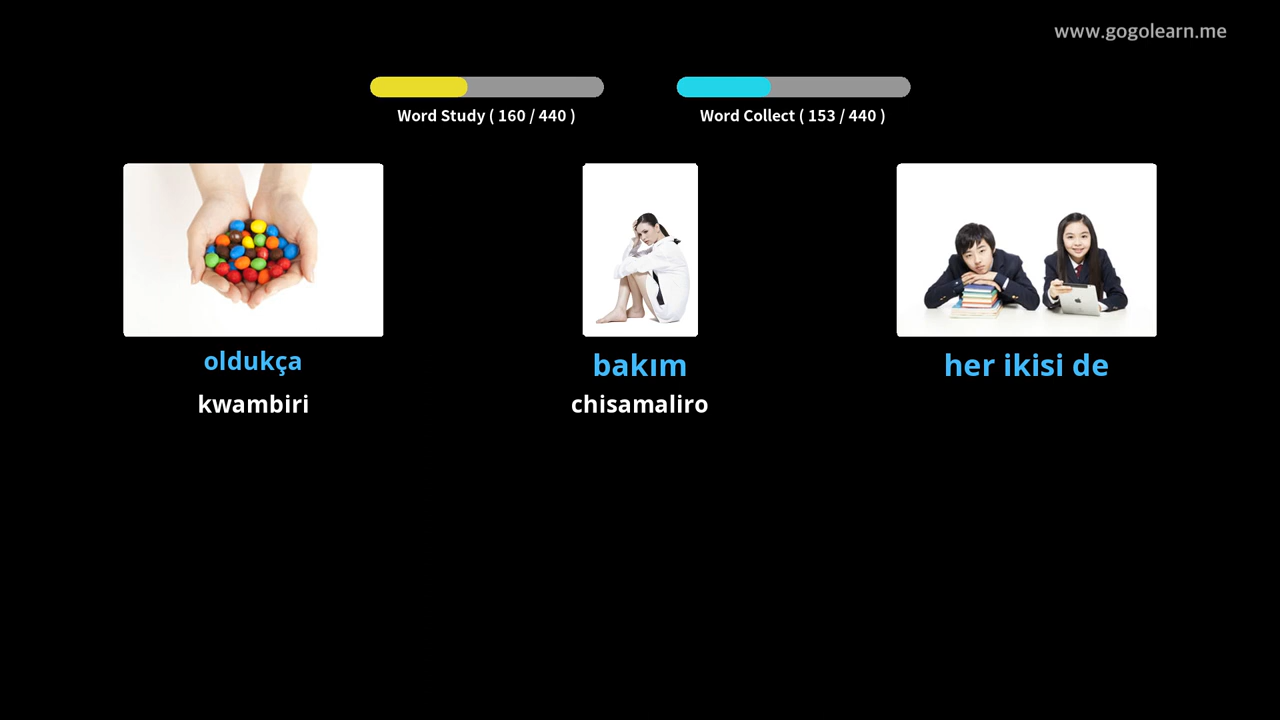 www.gogolearn.me
Word Study ( 160 / 440 )
Word Collect ( 153 / 440 )
oldukça
bakım
her ikisi de
kwambiri
chisamaliro